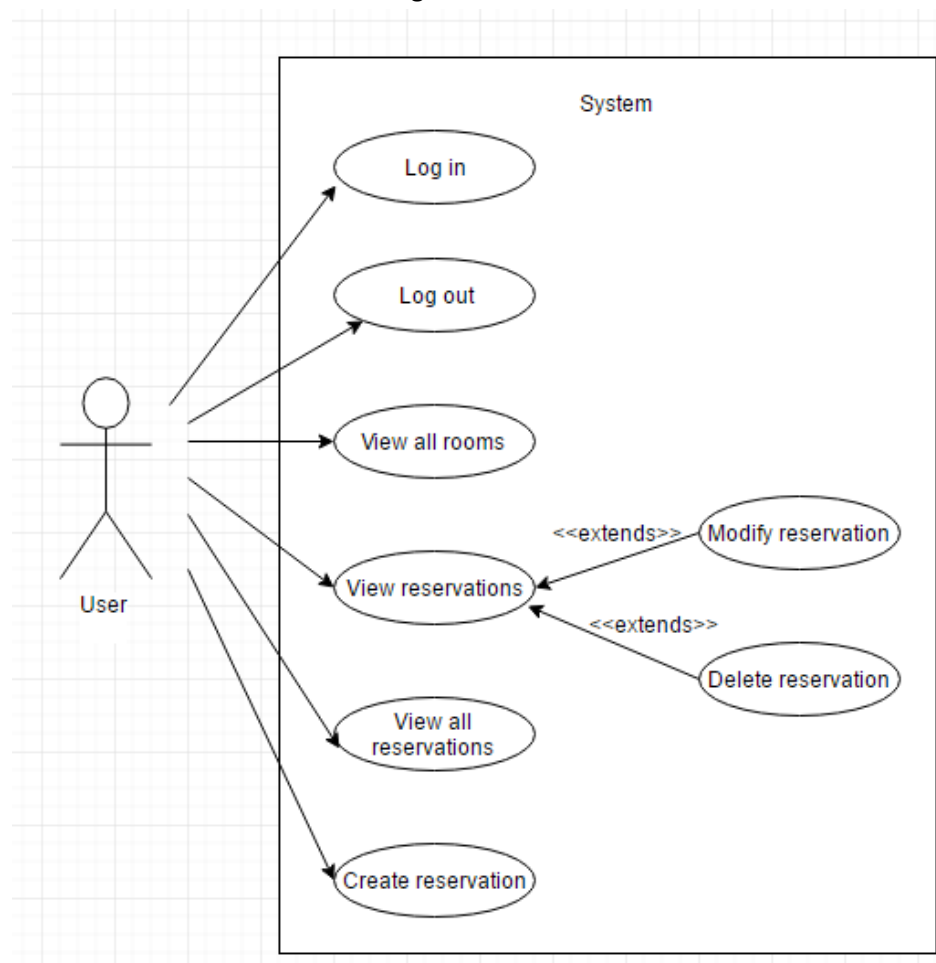 System
Log in
Log out
View all rooms
<<extends>>
Modify reservation
View reservations
<<extends>>
Delete reservation
User
View all
reservations
Create reservation